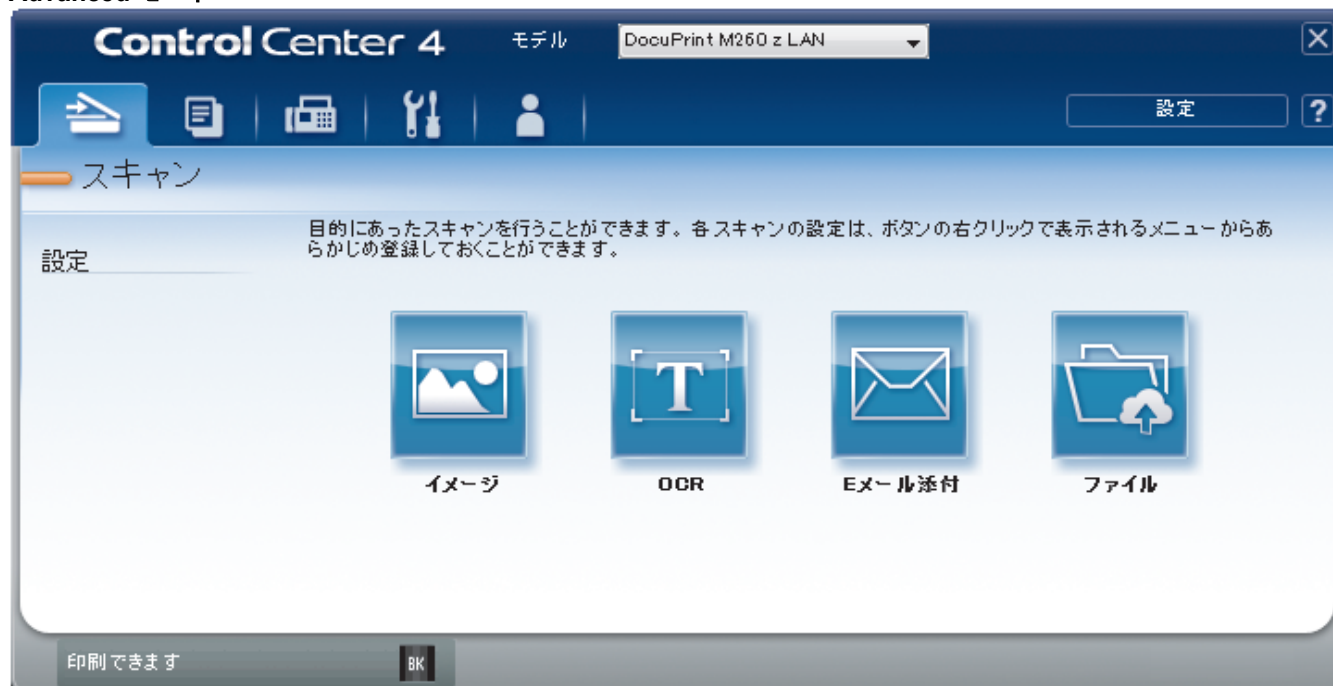 Control Center 4 モデル DocuPrint M260 z LAN
設定 ?
スキャン
目的にあったスキャンを行うことができます。各スキャンの設定は、ボタンの右クリックで表示されるメニューからあ
らかじめ登録しておくことができます。
設定
T
イメージ OCR Eメール添付 ファイル
印刷できます BK